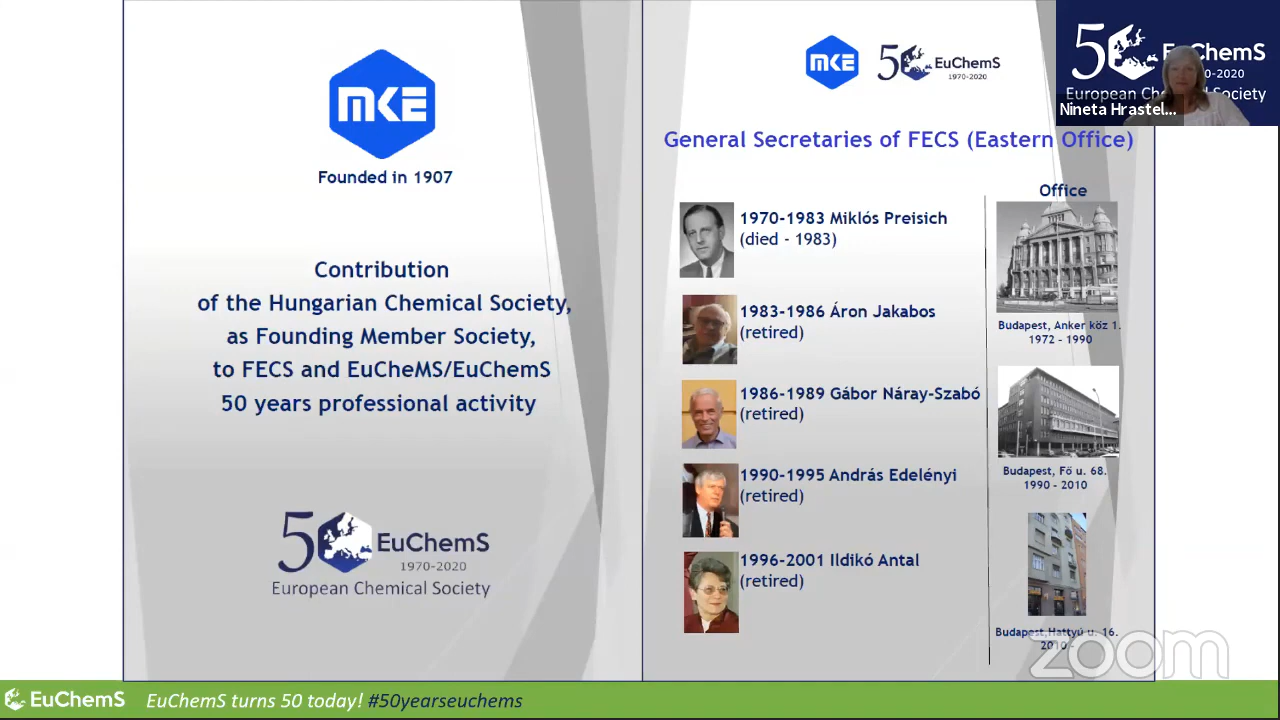 MKE
Founded in 1907
Contribution
of the Hungarian Chemical Society,
as Founding Member Society,
to FECS and EuCheMS/EuChemS
50 years professional activity
50 EuChemS
1970-2020
European Chemical Society
MKE
50 EuChemS
1970-2020
General Secretaries of FECS (Eastern Office)
1970-1983 Miklós Preisich
(died - 1983)
1983-1986 Áron Jakabos
(retired)
1986-1989 Gábor Náray-Szabó
(retired)
1990-1995 András Edelényi
(retired)
1996-2001 Ildikó Antal
(retired)
Office
Budapest, Anker köz 1.
1972 - 1990
Budapest, Fő u. 68.
1990 - 2010
Budapest,Hattyú u. 16.
2010 -
50 EuChemS
1970-2020
European Chemical Society
Nineta Hrastel...
zoom
EuChemS
EuChemS turns 50 today! #50yearseuchems